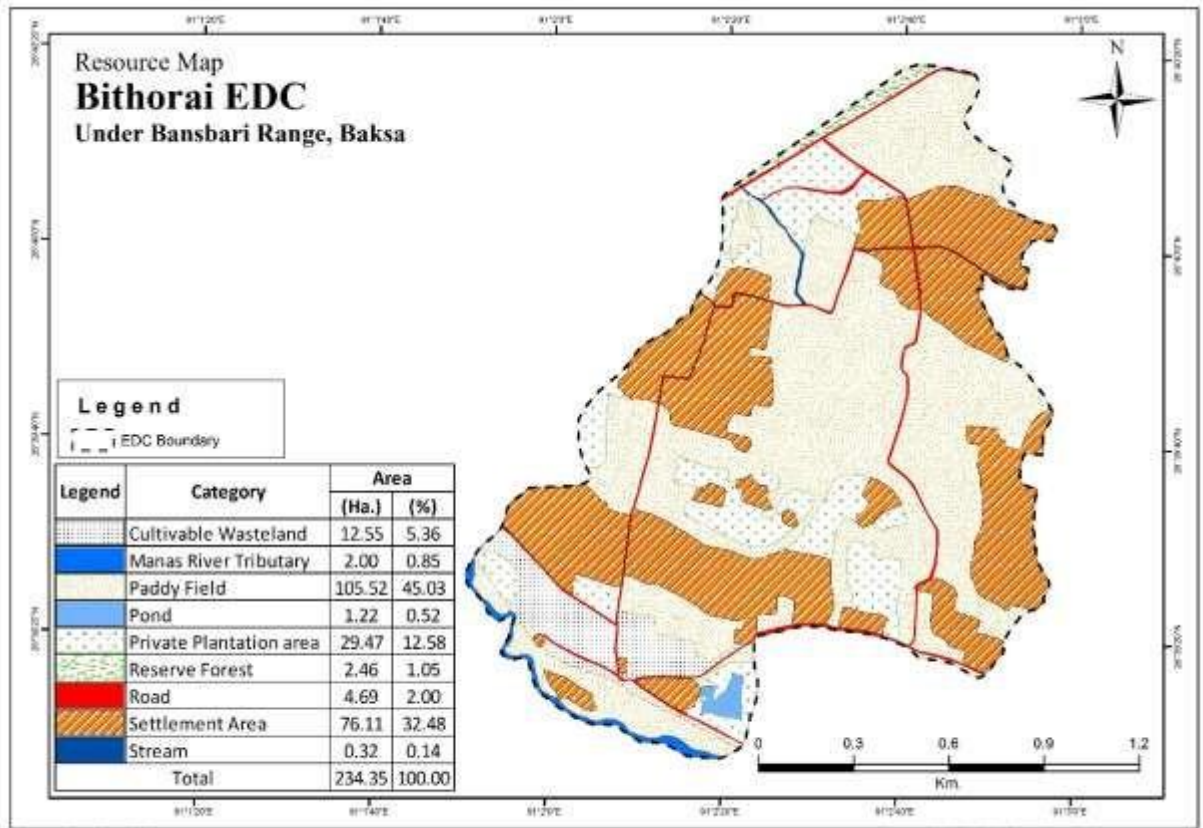 Resource Map
Bithorai EDC
Under Bansbari Range, Baksa
N
Legend
EDC Boundary
Legend Category Area
(Ha.) (%)
Cultivable Wasteland 12.55 5.36
Manas River Tributary 2.00 0.85
Paddy Field 105.52 45.03
Pond 1.22 0.52
Private Plantation area 29.47 12.58
Reserve Forest 2.46 1.05
Road 4.69 2.00
Settlement Area 76.11 32.48
Stream 0.32 0.14
Total 234.35 100.00
0 0.3 0.6 0.9 1.2
Km.